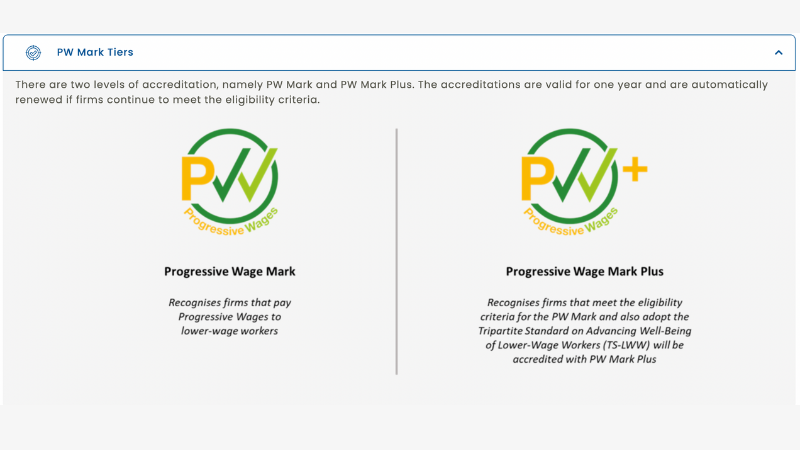 PW Mark Tiers
There are two levels of accreditation, namely PW Mark and PW Mark Plus. The accreditations are valid for one year and are automatically
renewed if firms continue to meet the eligibility criteria.
PW
Progressive Wages
Progressive Wage Mark
Recognises firms that pay
Progressive Wages to
lower-wage workers
PW+
Progressive Wages
Progressive Wage Mark Plus
Recognises firms that meet the eligibility
criteria for the PW Mark and also adopt the
Tripartite Standard on Advancing Well-Being
of Lower-Wage Workers (TS-LWW) will be
accredited with PW Mark Plus